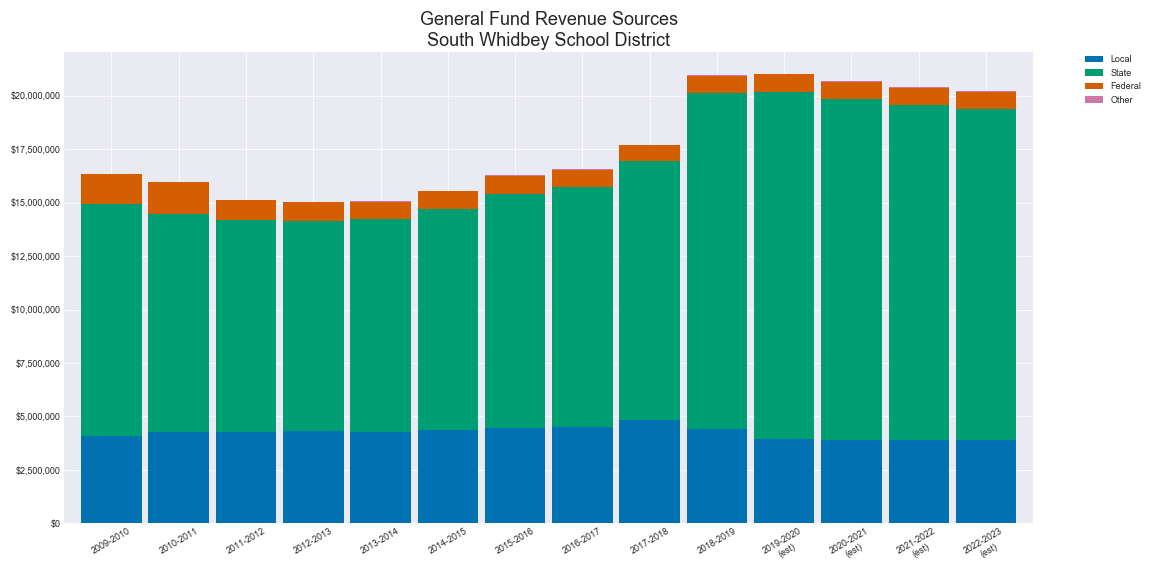 General Fund Revenue Sources
South Whidbey School District
Local
State
Federal
Other
$20,000,000
$17,500,000
$15,000,000
$12,500,000
$10,000,000
$7,500,000
$5,000,000
$2,500,000
$0
2009-2010
2010-2011
2011-2012
2012-2013
2013-2014
2014-2015
2015-2016
2016-2017
2017-2018
2018-2019
2019-2020
(est)
2020-2021
(est)
2021-2022
(est)
2022-2023
(est)